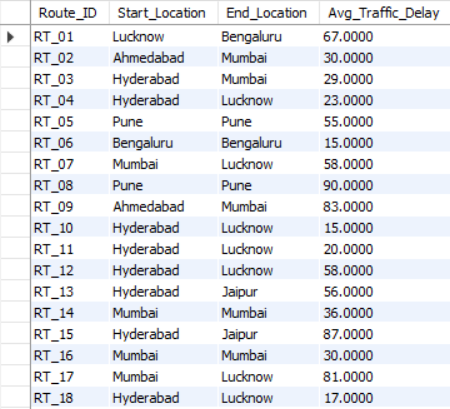 Route_ID Start_Location End_Location Avg_Traffic_Delay
RT_01 Lucknow Bengaluru 67.0000
RT_02 Ahmedabad Mumbai 30.0000
RT_03 Hyderabad Mumbai 29.0000
RT_04 Hyderabad Lucknow 23.0000
RT_05 Pune Pune 55.0000
RT_06 Bengaluru Bengaluru 15.0000
RT_07 Mumbai Lucknow 58.0000
RT_08 Pune Pune 90.0000
RT_09 Ahmedabad Mumbai 83.0000
RT_10 Hyderabad Lucknow 15.0000
RT_11 Hyderabad Lucknow 20.0000
RT_12 Hyderabad Lucknow 58.0000
RT_13 Hyderabad Jaipur 56.0000
RT_14 Mumbai Mumbai 36.0000
RT_15 Hyderabad Jaipur 87.0000
RT_16 Mumbai Mumbai 30.0000
RT_17 Mumbai Lucknow 81.0000
RT_18 Hyderabad Lucknow 17.0000